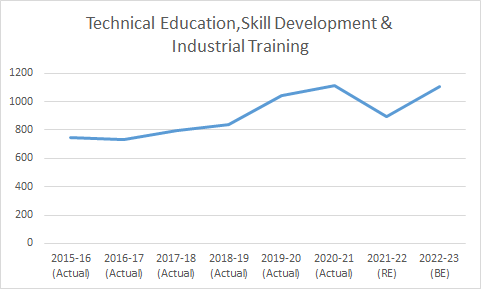 Technical Education,Skill Development &
Industrial Training
1200
1000
800
600
400
200
0
2015-16 2016-17 2017-18 2018-19 2019-20 2020-21 2021-22 2022-23
(Actual) (Actual) (Actual) (Actual) (Actual) (Actual) (RE) (BE)